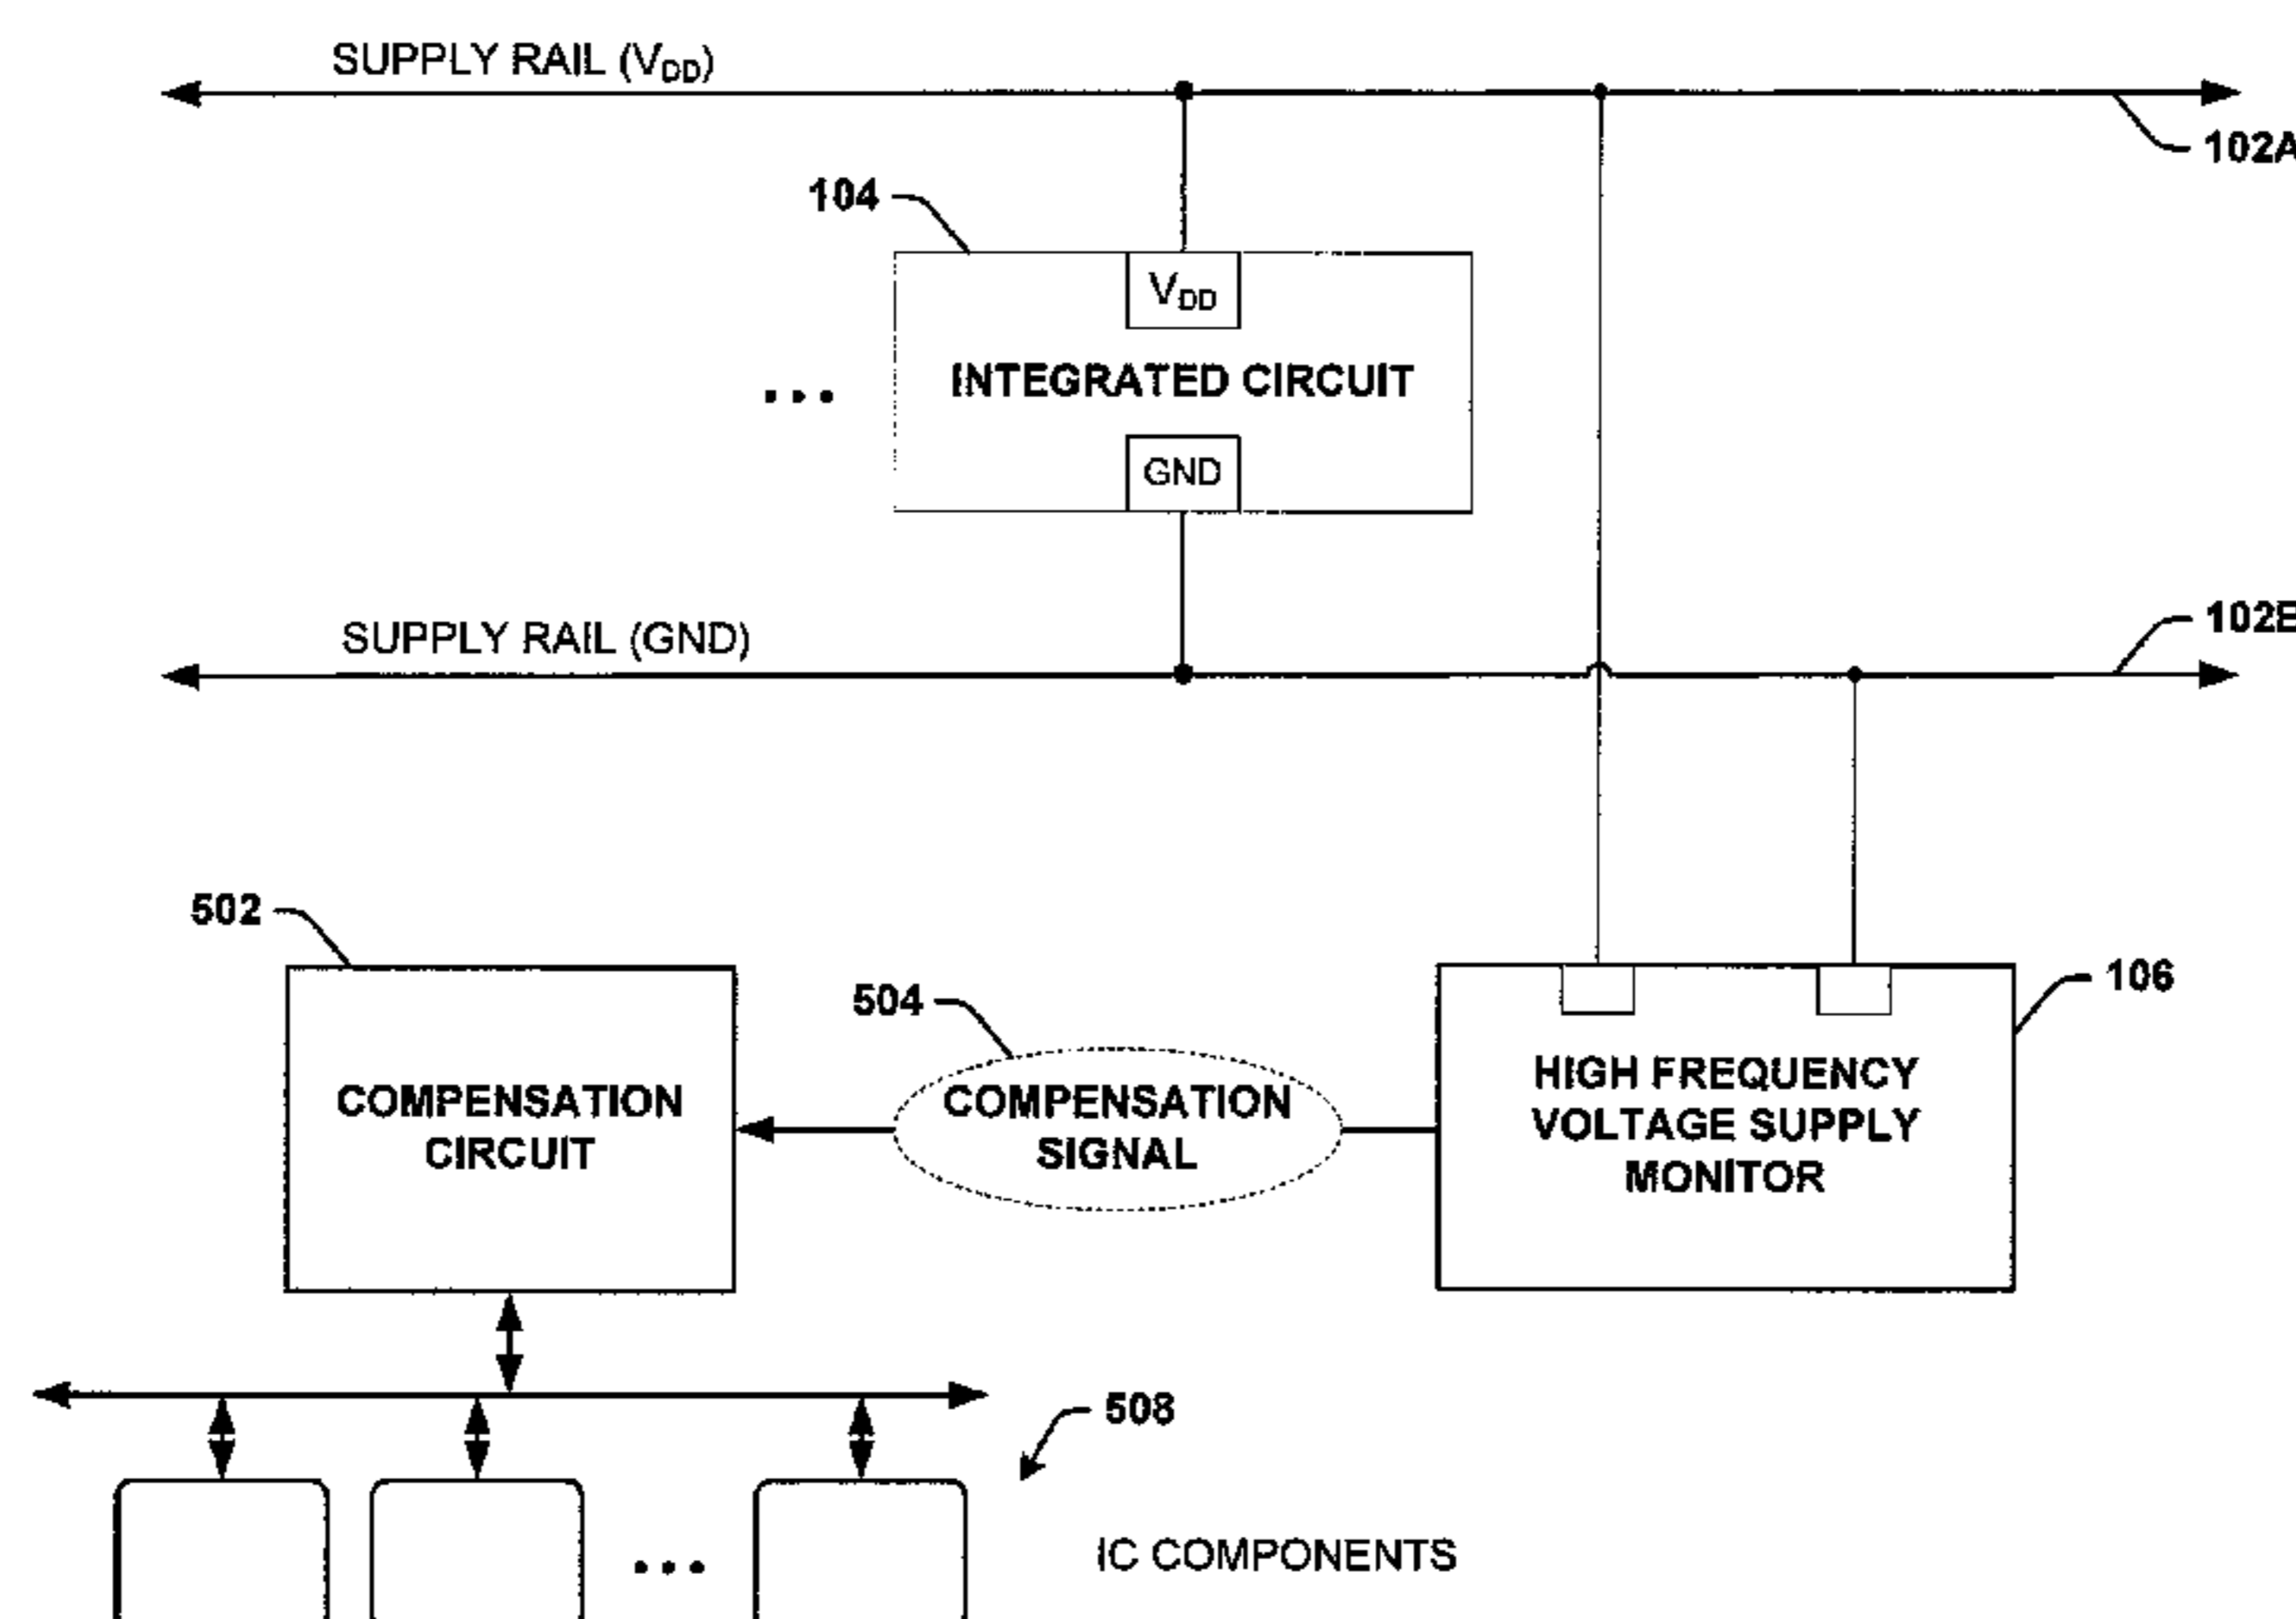 SUPPLY RAIL (VDD)
102A
104
VDD
INTEGRATED CIRCUIT
GND
SUPPLY RAIL (GND)
102B
502
504
106
COMPENSATION
CIRCUIT
COMPENSATION
SIGNAL
HIGH FREQUENCY
VOLTAGE SUPPLY
MONITOR
508
IC COMPONENTS